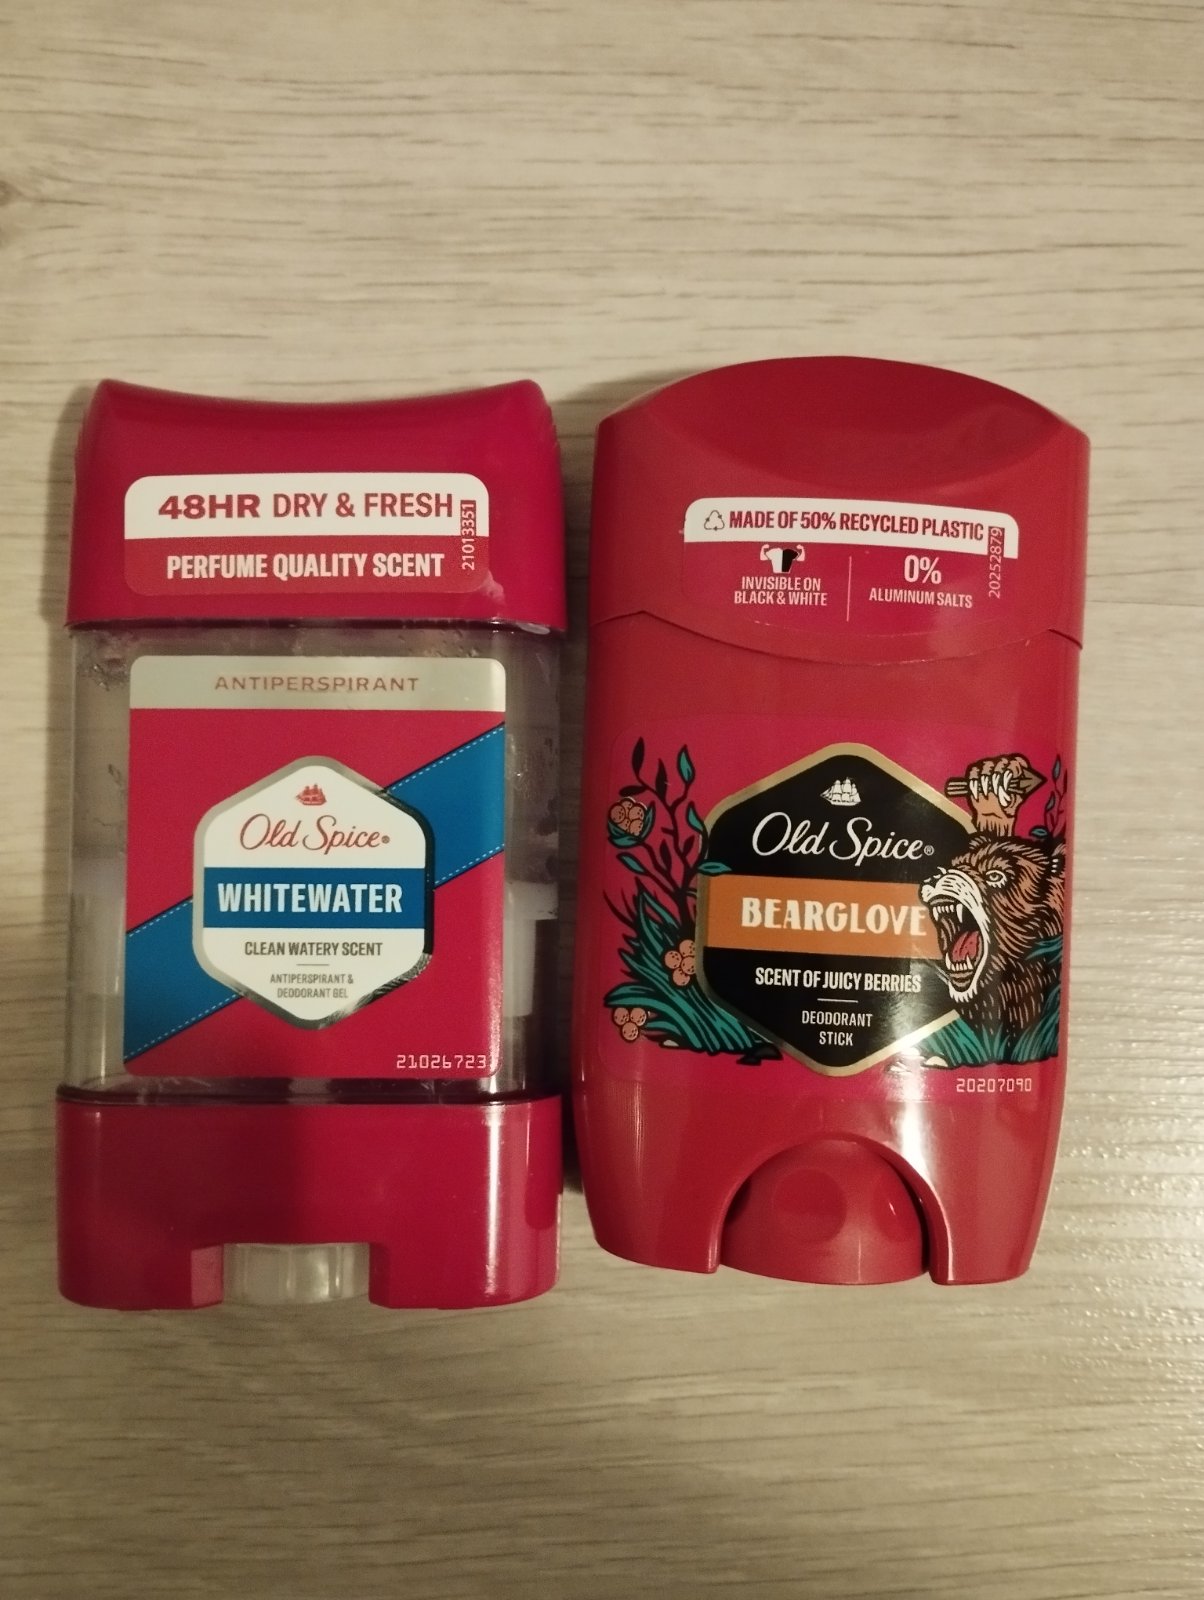 48HR DRY & FRESH
PERFUME QUALITY SCENT
21013351
ANTIPERSPIRANT
Old Spice®
WHITEWATER
CLEAN WATERY SCENT
ANTIPERSPIRANT &
DEODORANT GEL
21026723
MADE OF 50% RECYCLED PLASTIC
INVISIBLE ON
BLACK & WHITE
0%
ALUMINUM SALTS
20252879
Old Spice®
BEARGLOVE
SCENT OF JUICY BERRIES
DEODORANT
STICK
20207090